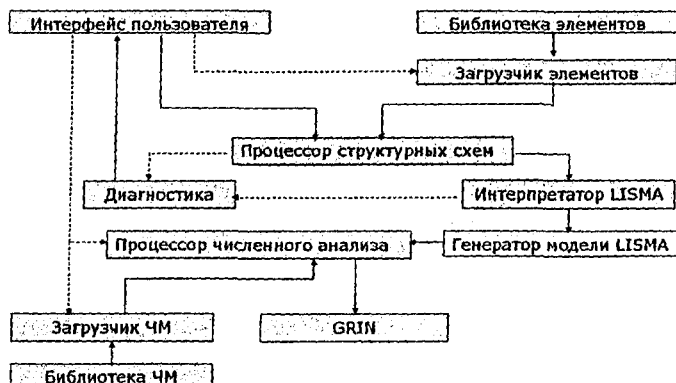 Интерфейс пользователя
Библиотека элементов
Загрузчик элементов
Процессор структурных схем
Диагностика
Интерпретатор LISMA
Процессор численного анализа
Генератор модели LISMA
Загрузчик ЧМ
GRIN
Библиотека ЧМ